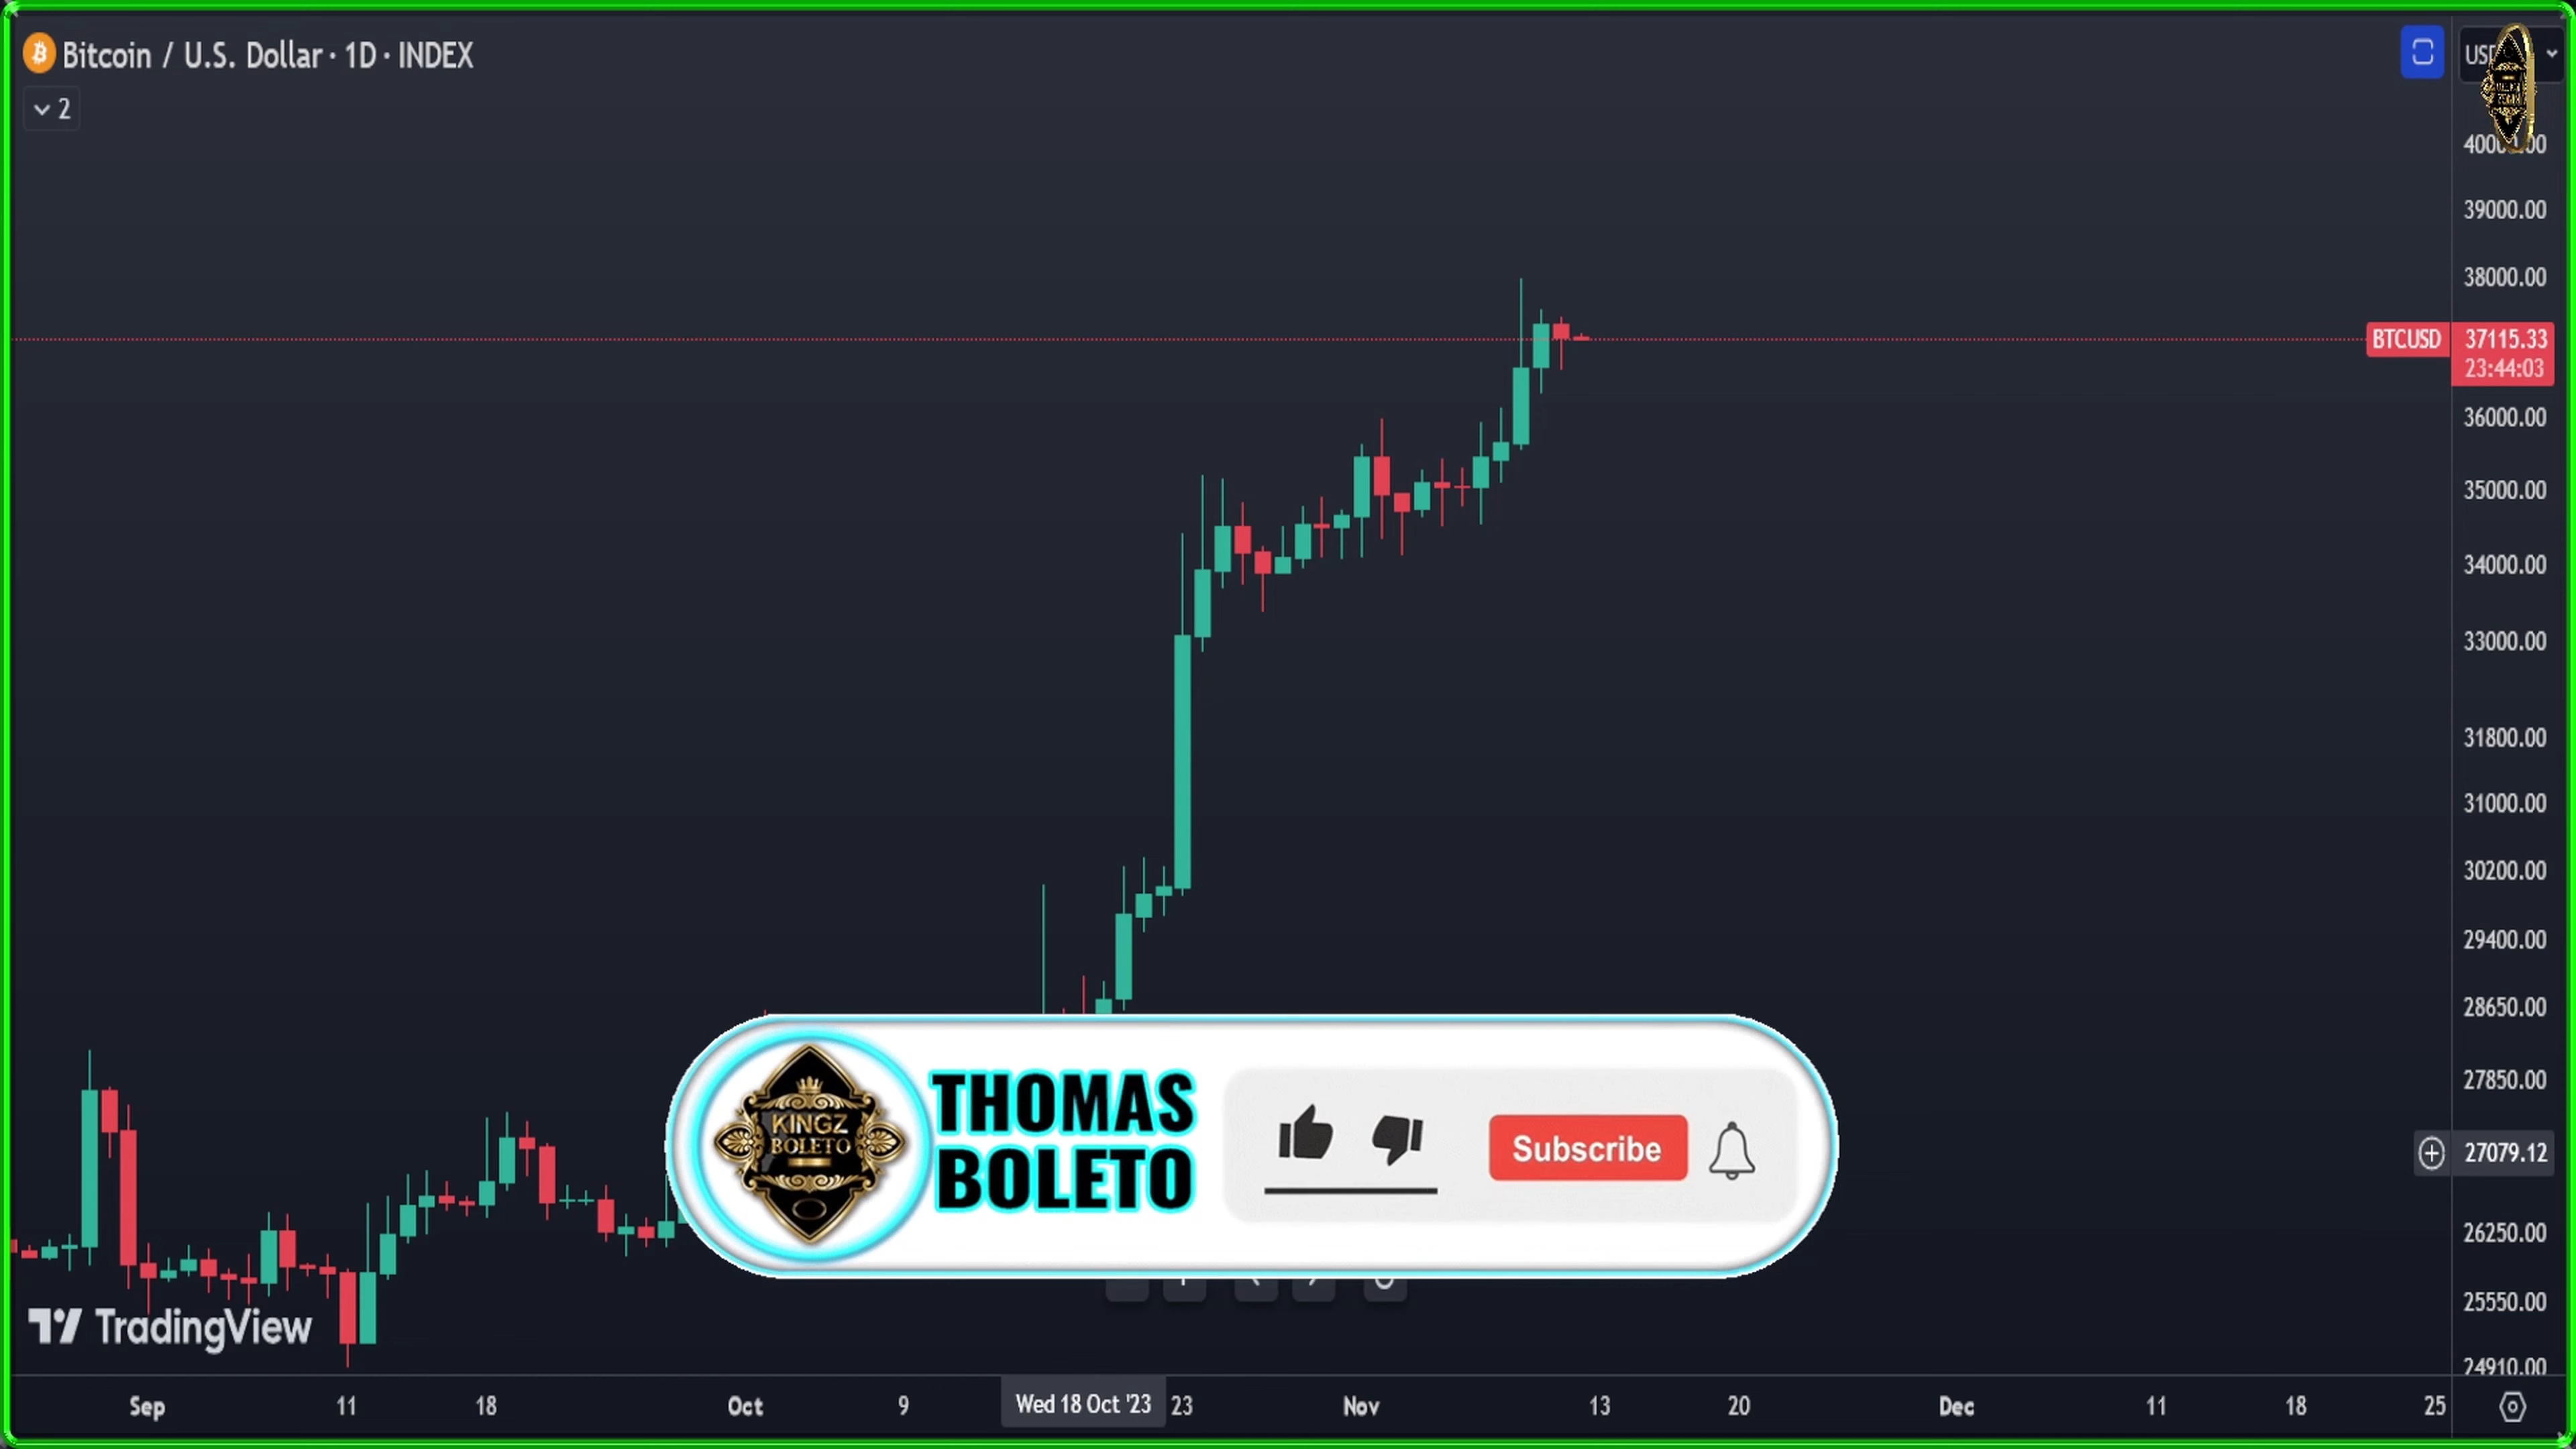 Bitcoin / U.S. Dollar · 1D · INDEX
2
39000.00
38000.00
BTCUSD 37115.33
23:44:03
36000.00
35000.00
34000.00
33000.00
31800.00
31000.00
30200.00
29400.00
28650.00
27850.00
27079.12
26250.00
25550.00
24910.00
KINGZ
BOLETO
THOMAS
BOLETO
Subscribe
TradingView
Sep 11 18 Oct 9 Wed 18 Oct '23 23 Nov 13 20 Dec 11 18 25